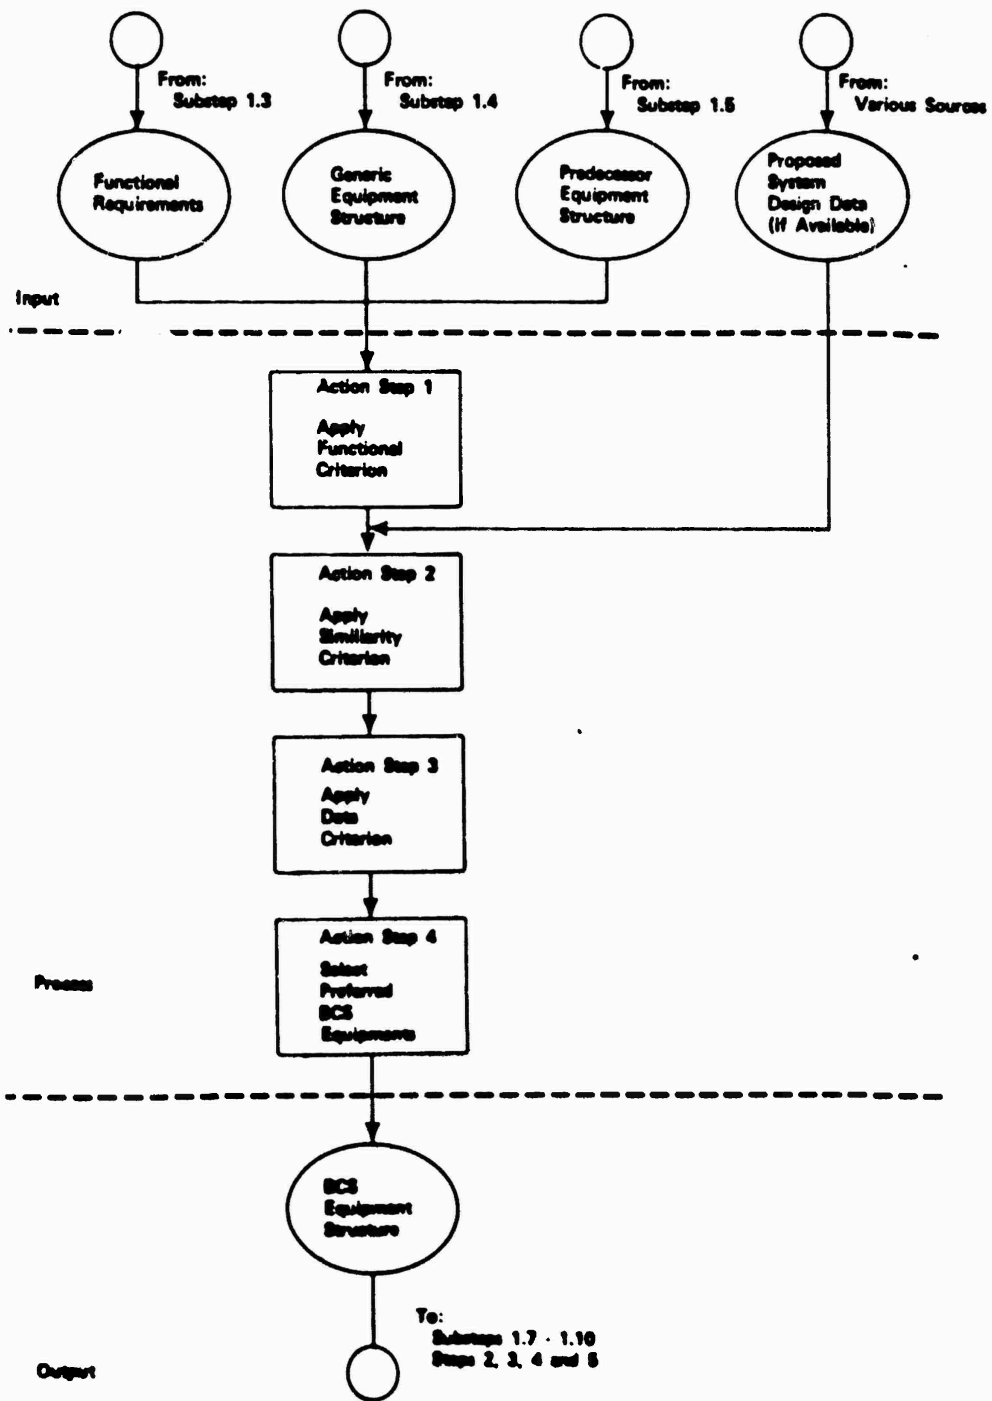 From:
Substep 1.3
From:
Substep 1.4
From:
Substep 1.5
From:
Various Sources
Functional
Requirements
Generic
Equipment
Structure
Predecessor
Equipment
Structure
Proposed
System
Design Data
(If Available)
Input
Action Step 1
Apply
Functional
Criterion
Action Step 2
Apply
Similiarity
Criterion
Action Step 3
Apply
Data
Criterion
Action Step 4
Select
Preferred
BCS
Equipments
Process
BCS
Equipment
Structure
To:
Substeps 1.7 - 1.10
Steps 2, 3, 4 and 5
Output